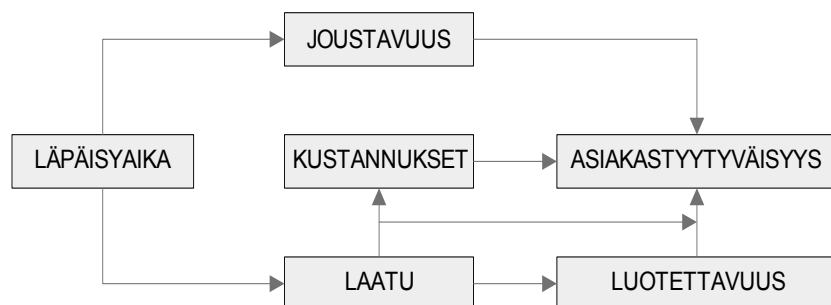 JOUSTAVUUS
LÄPÄISYAIKA
KUSTANNUKSET
ASIAKASTYYTYVÄISYYS
LAATU
LUOTETTAVUUS